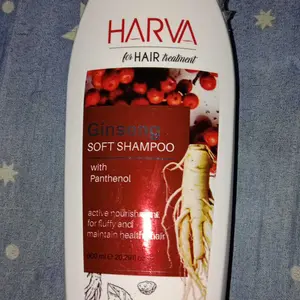 HARVA
for HAIR treatment
Ginseng
SOFT SHAMPOO
with
Panthenol
active nourishment
for fluffy and
maintain healthy hair